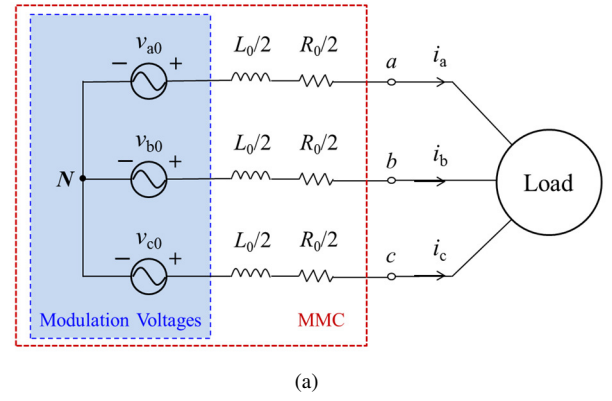 v_a0
− +
L_0/2 R_0/2 a i_a
v_b0
− +
L_0/2 R_0/2 b i_b
N
Load
v_c0
− +
L_0/2 R_0/2 c i_c
Modulation Voltages MMC
(a)